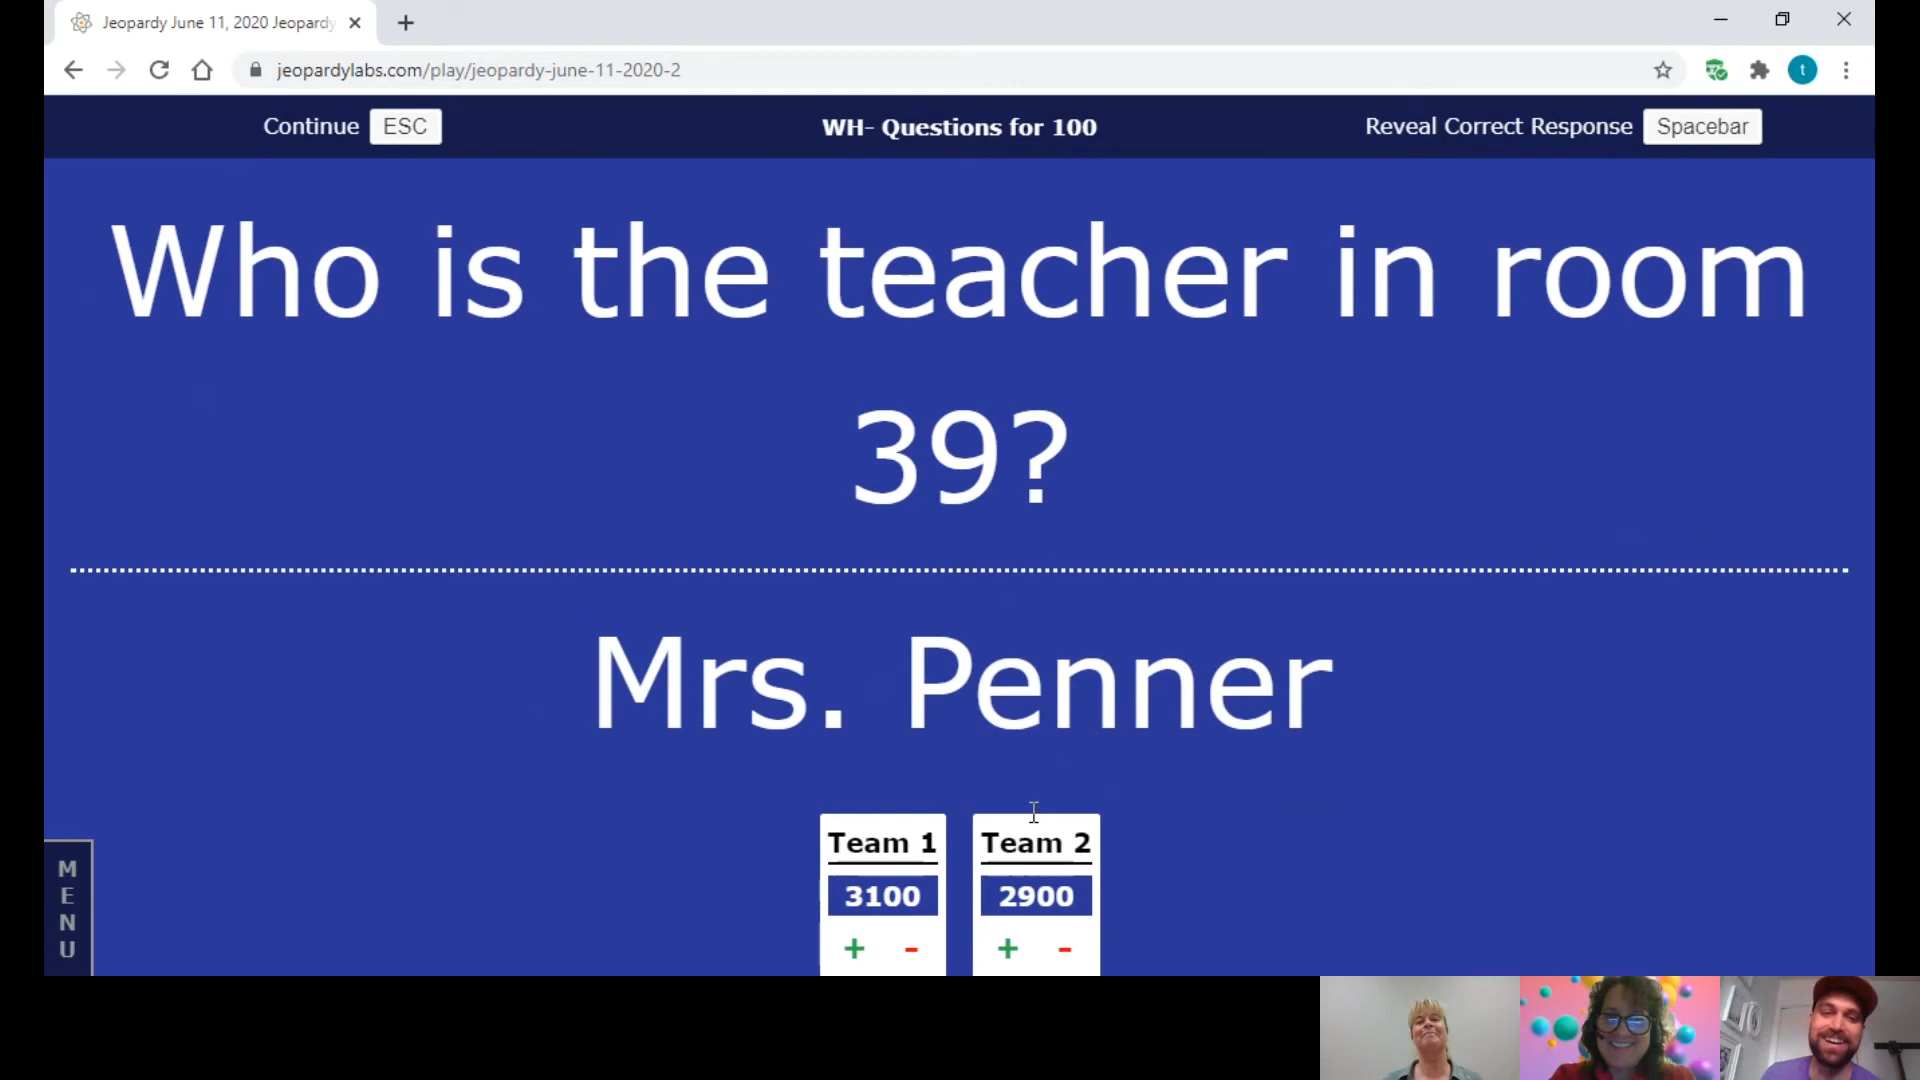 Jeopardy June 11, 2020 Jeopardy
jeopardylabs.com/play/jeopardy-june-11-2020-2
t
Continue ESC
WH- Questions for 100
Reveal Correct Response Spacebar
Who is the teacher in room
39?
Mrs. Penner
Team 1 Team 2
3100 2900
+ - + -
MENU